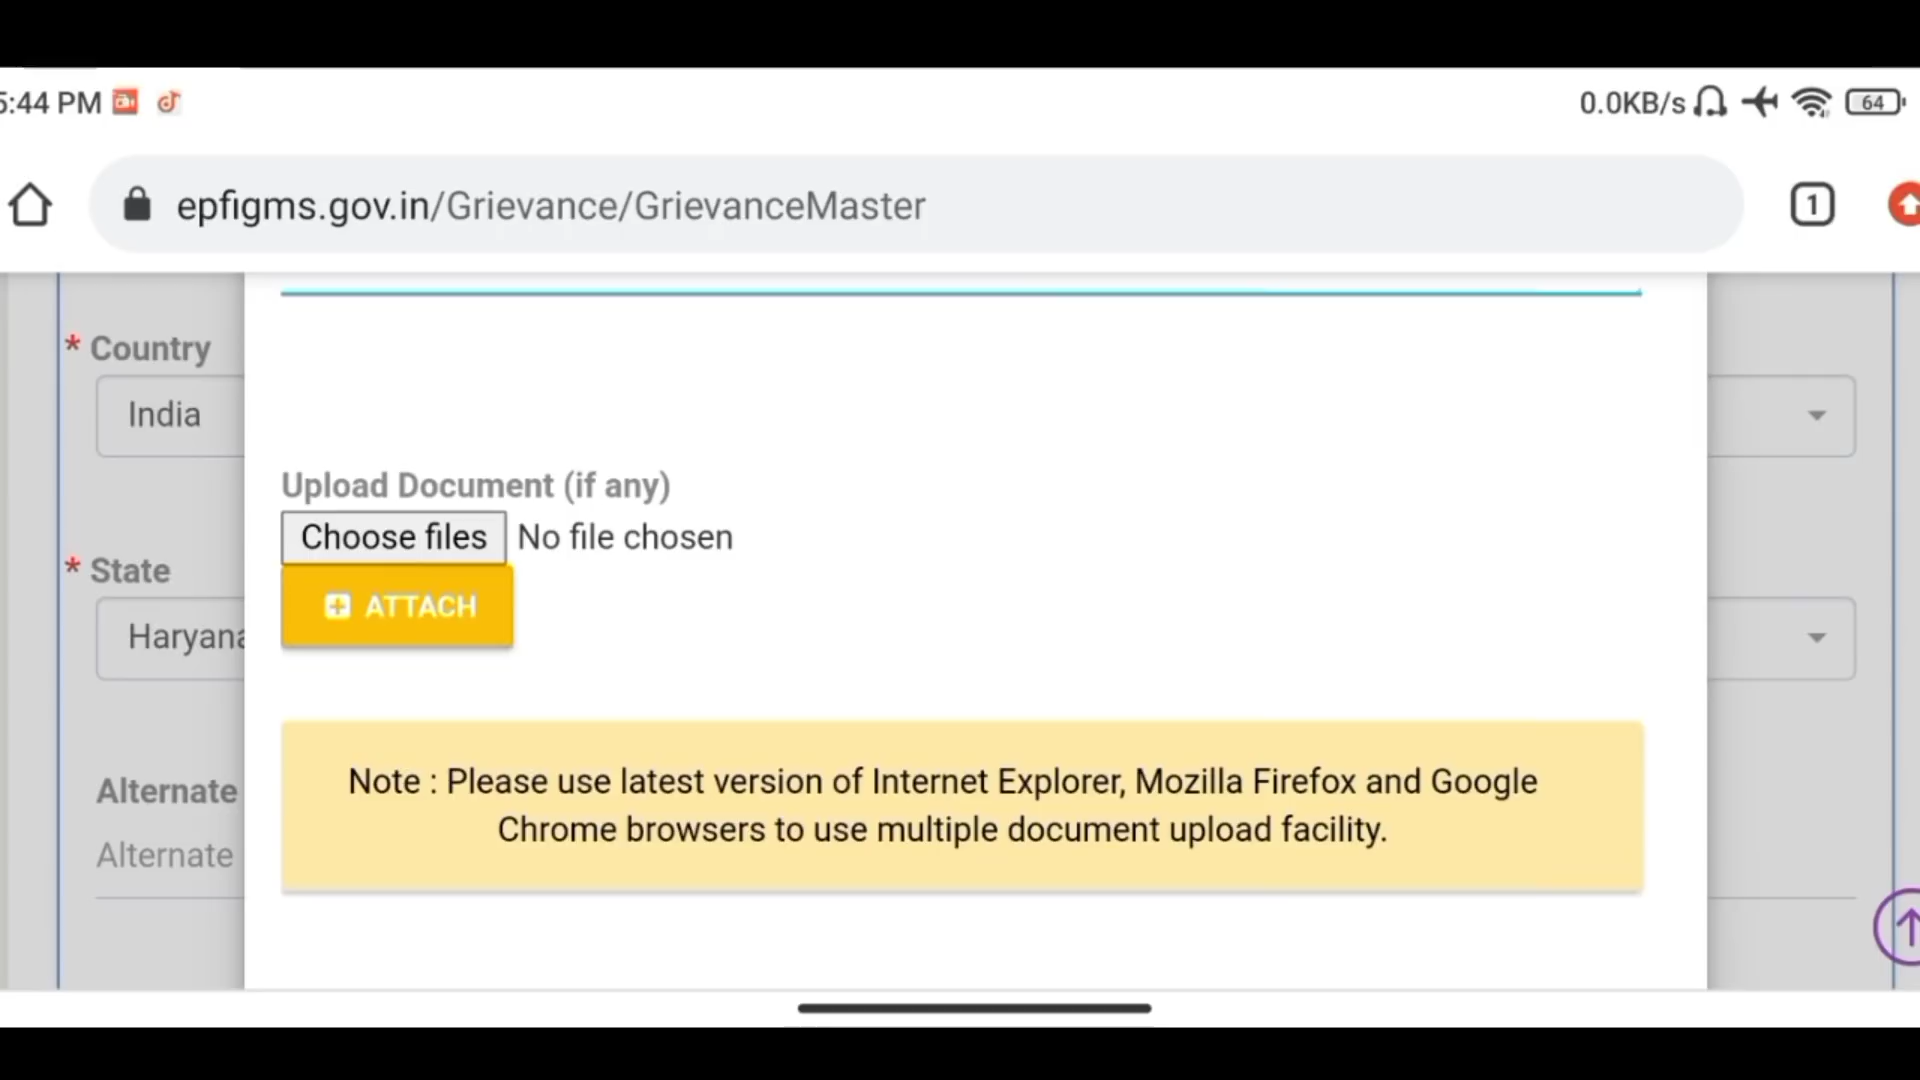 5:44 PM
0.0KB/s
64
epfigms.gov.in/Grievance/GrievanceMaster
1
* Country
India
Upload Document (if any)
Choose files No file chosen
* State
ATTACH
Haryana
Note : Please use latest version of Internet Explorer, Mozilla Firefox and Google
Chrome browsers to use multiple document upload facility.
Alternate
Alternate